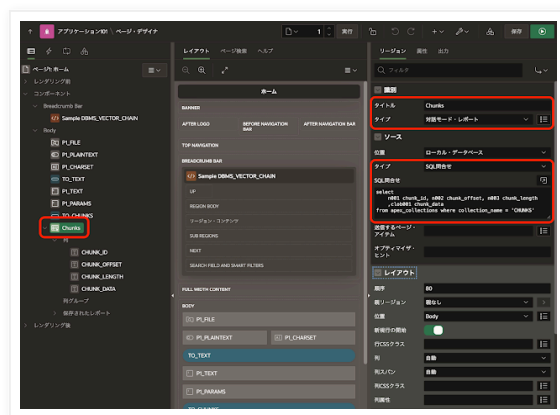 アプリケーション101 \ ページ・デザイナ
1
実行
保存
ページ1: ホーム
レンダリング前
コンポーネント
Breadcrumb Bar
Sample DBMS_VECTOR_CHAIN
Body
P1_FILE
P1_PLAINTEXT
P1_CHARSET
TO_TEXT
P1_TEXT
P1_PARAMS
TO_CHUNKS
Chunks
列
CHUNK_ID
CHUNK_OFFSET
CHUNK_LENGTH
CHUNK_DATA
列グループ
保存されたレポート
レンダリング後
レイアウト ページ検索 ヘルプ
ホーム
BANNER
AFTER LOGO
BEFORE NAVIGATION BAR
AFTER NAVIGATION BAR
TOP NAVIGATION
BREADCRUMB BAR
Sample DBMS_VECTOR_CHAIN
UP
REGION BODY
リージョン・コンテンツ
SUB REGIONS
NEXT
SEARCH FIELD AND SMART FILTERS
FULL WIDTH CONTENT
BODY
P1_FILE
P1_PLAINTEXT
P1_CHARSET
TO_TEXT
P1_TEXT
P1_PARAMS
TO_CHUNKS
リージョン 属性 出力
フィルタ
識別
タイトル Chunks
タイプ 対話モード・レポート
ソース
位置 ローカル・データベース
タイプ SQL問合せ
SQL問合せ
select
n001 chunk_id, n002 chunk_offset, n003 chunk_length
,clob001 chunk_data
from apex_collections where collection_name = 'CHUNKS'
送信するページ・アイテム
オプティマイザ・ヒント
レイアウト
順序 80
親リージョン 親なし
位置 Body
新規行の開始
行CSSクラス
列 自動
列スパン 自動
列CSSクラス
列属性